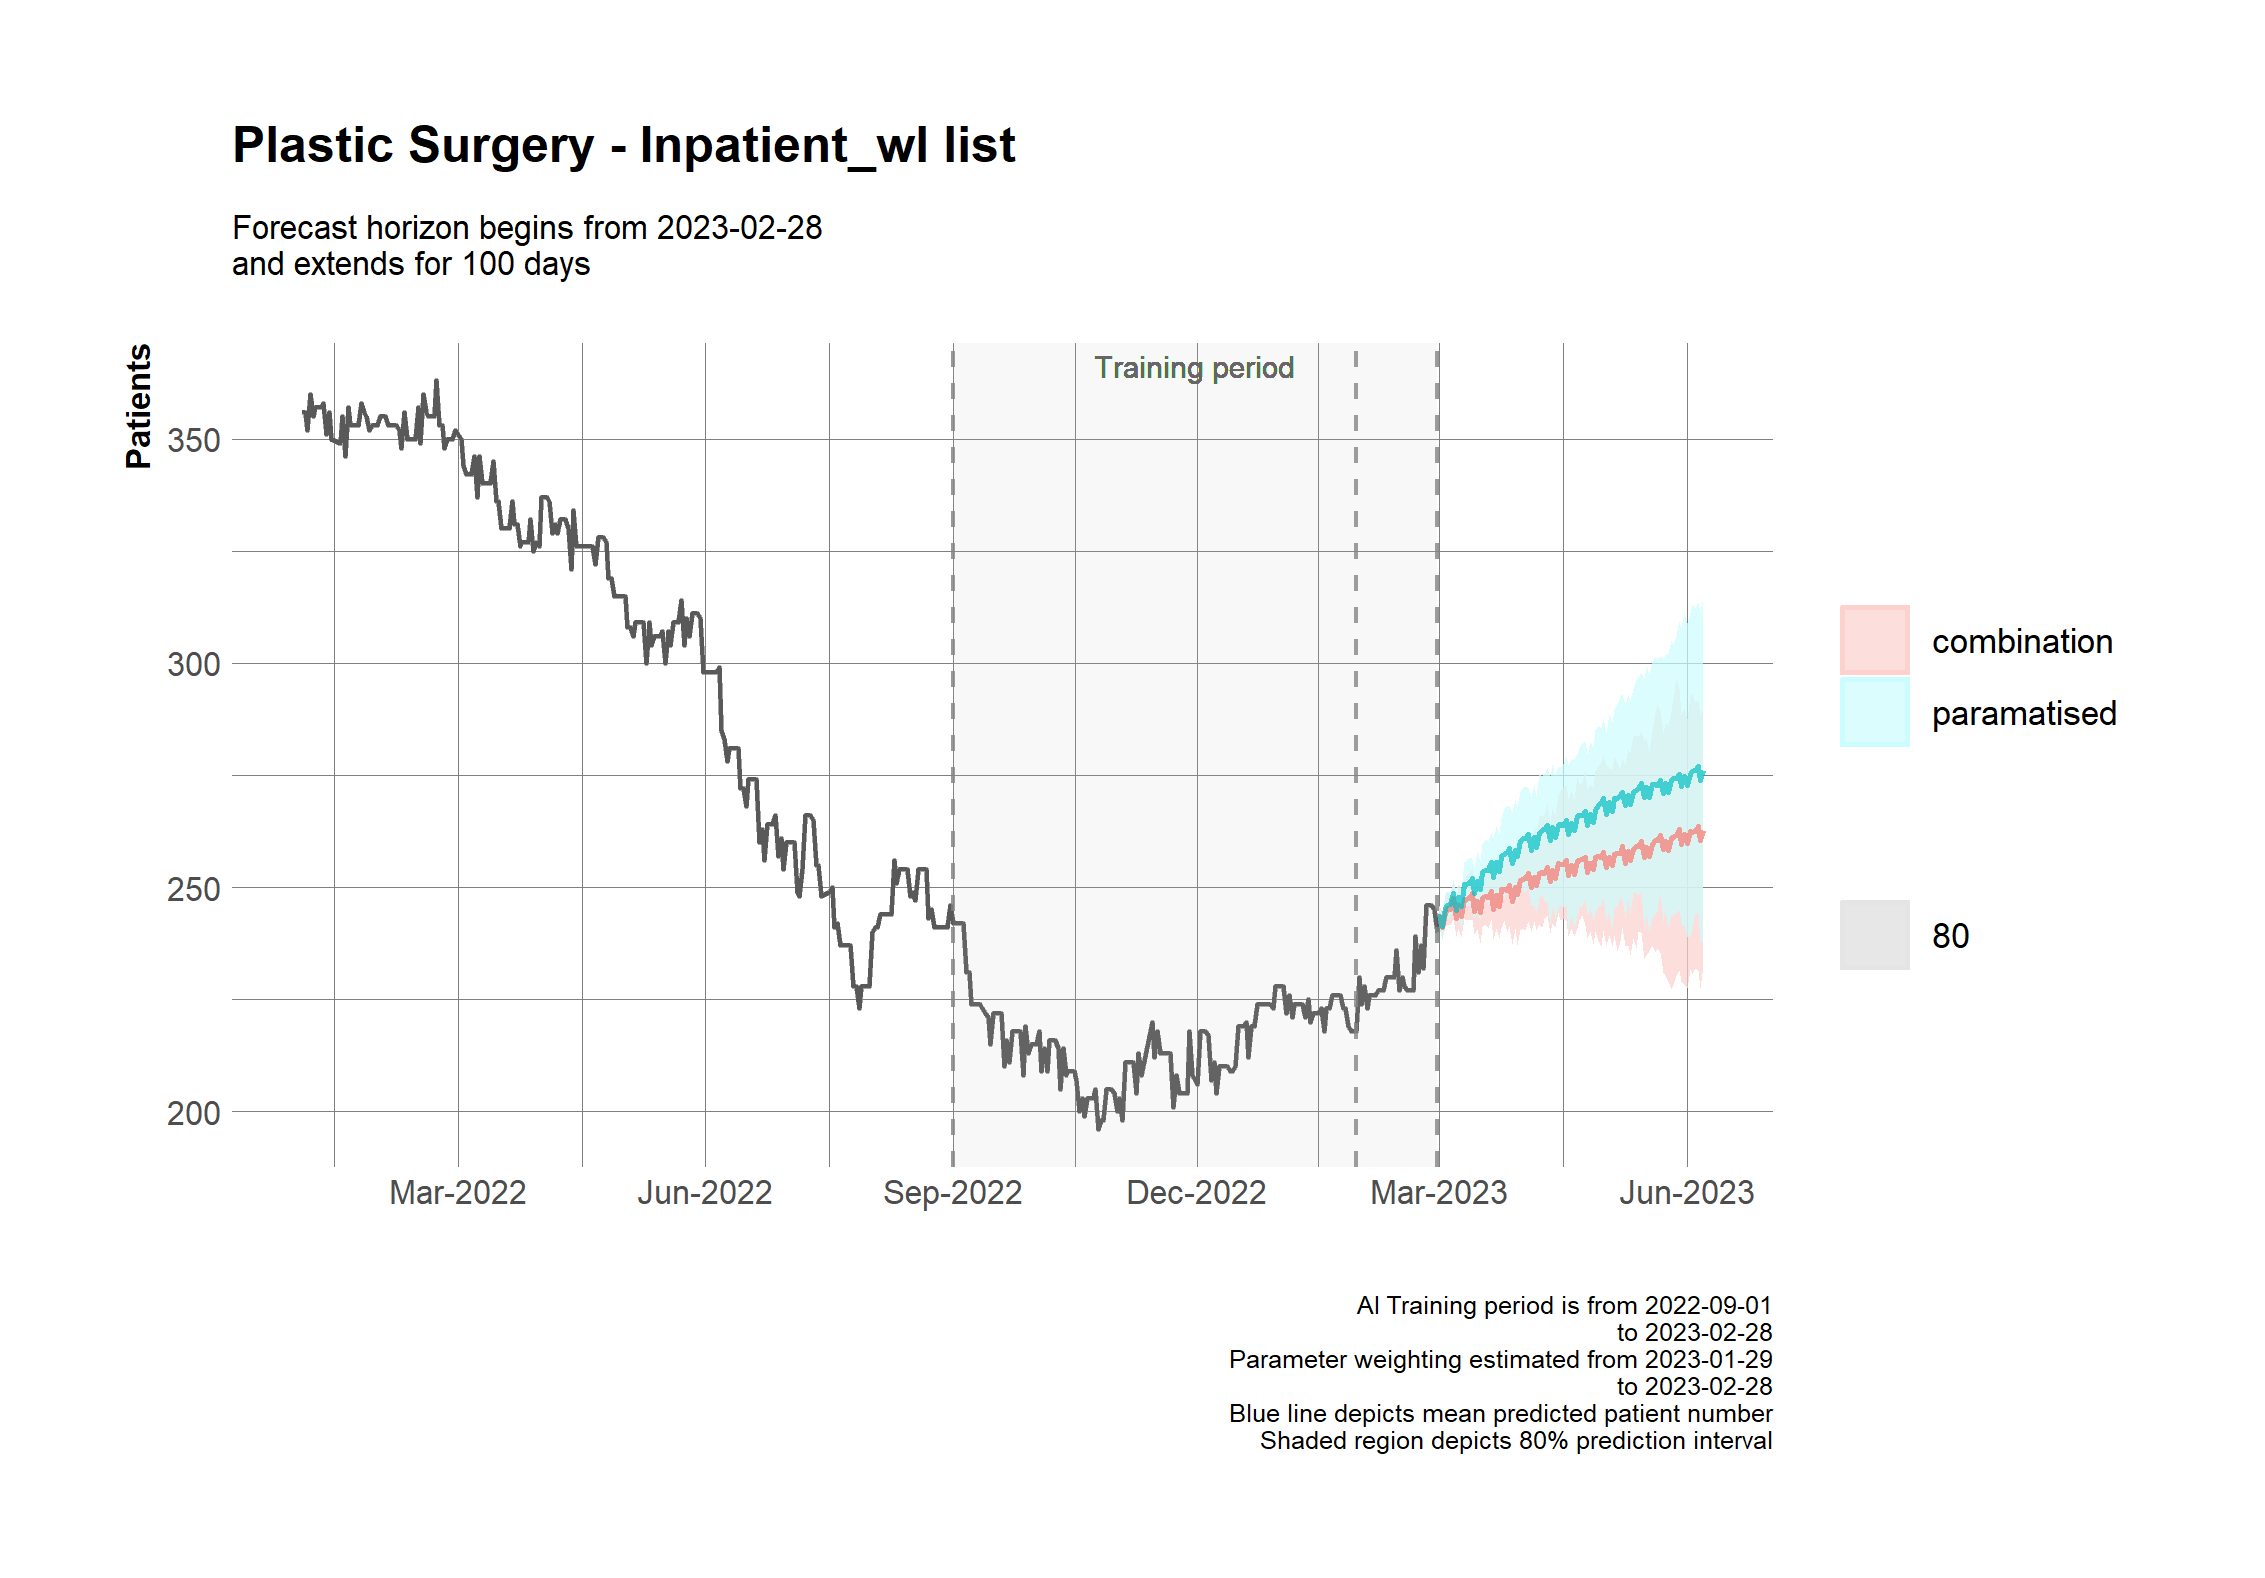 Plastic Surgery - Inpatient_wl list
Forecast horizon begins from 2023-02-28
and extends for 100 days
Patients
Training period
350
300
250
200
Mar-2022
Jun-2022
Sep-2022
Dec-2022
Mar-2023
Jun-2023
combination
paramatised
80
AI Training period is from 2022-09-01
to 2023-02-28
Parameter weighting estimated from 2023-01-29
to 2023-02-28
Blue line depicts mean predicted patient number
Shaded region depicts 80% prediction interval